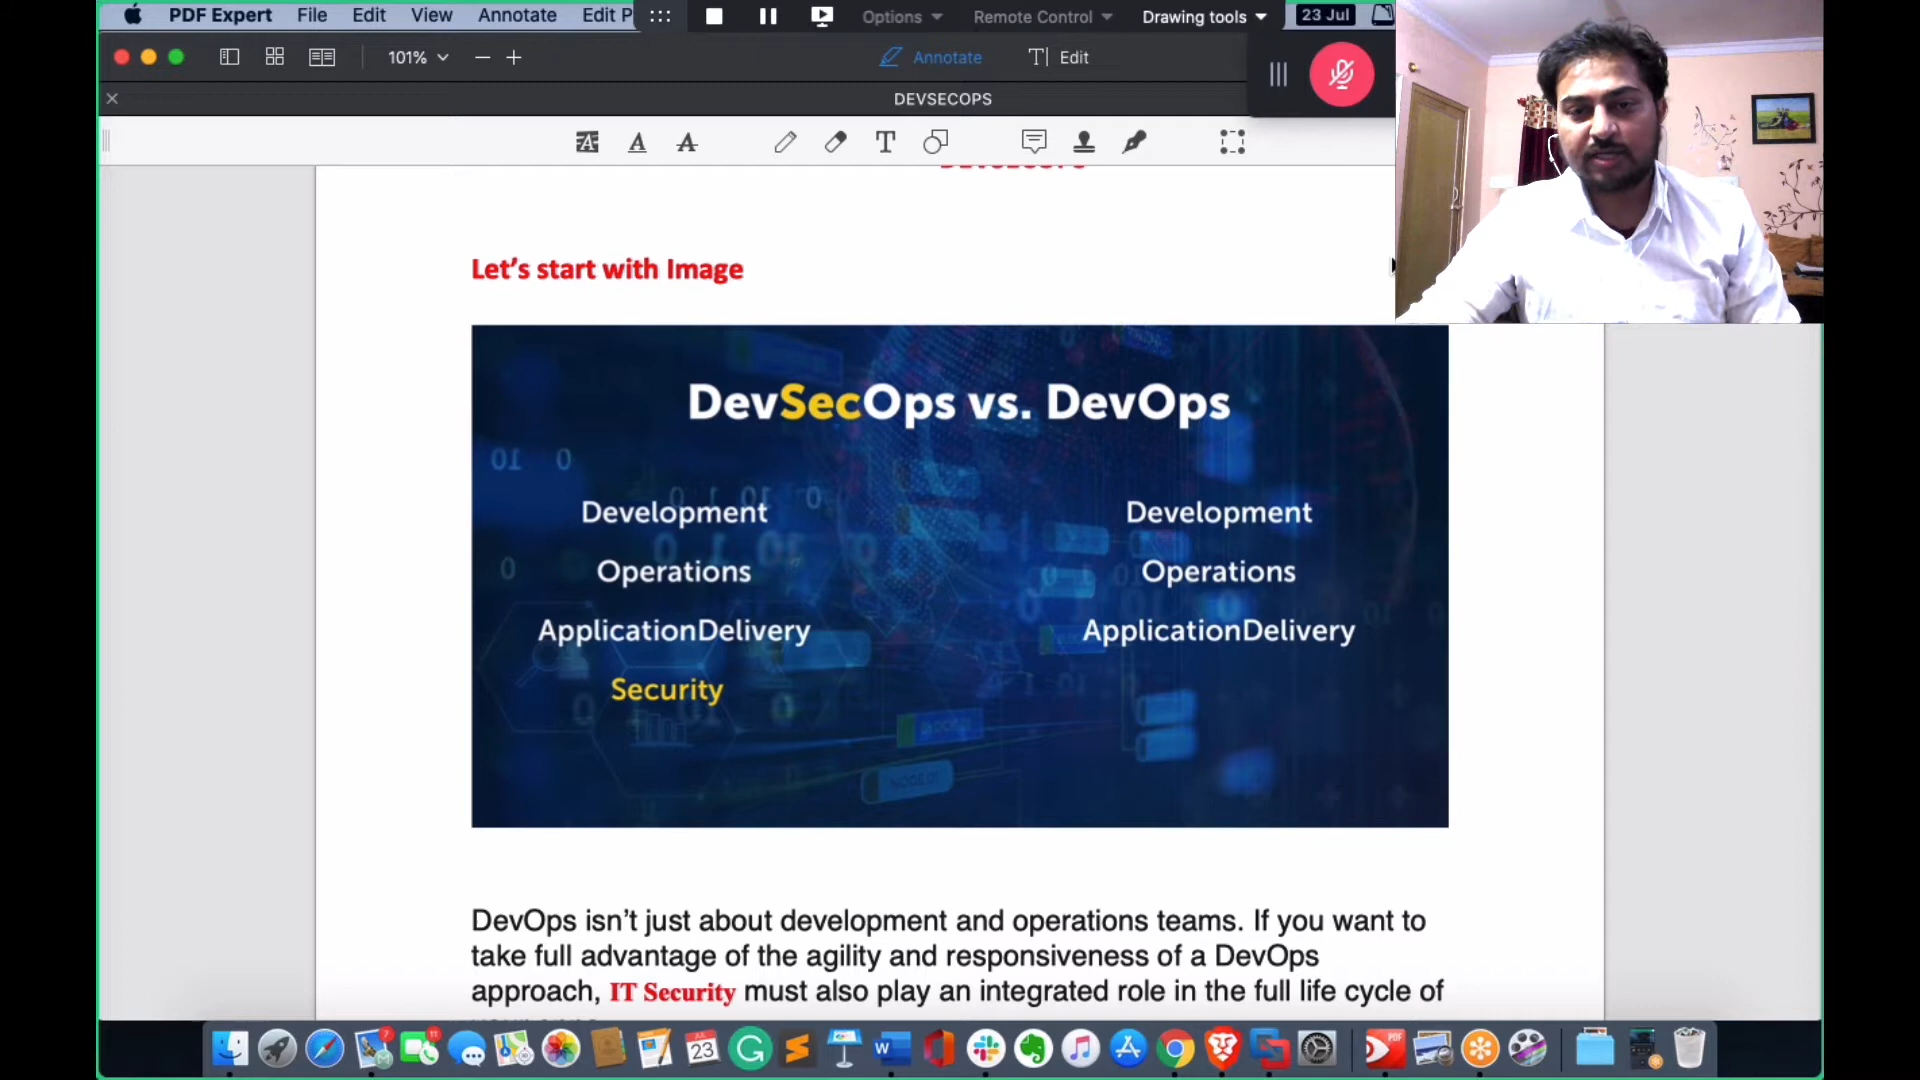 PDF Expert File Edit View Annotate Edit P
Options Remote Control Drawing tools 23 Jul
101% Annotate Edit
DEVSECOPS
Let's start with Image
DevSecOps vs. DevOps
Development Development
Operations Operations
ApplicationDelivery ApplicationDelivery
Security
DevOps isn't just about development and operations teams. If you want to
take full advantage of the agility and responsiveness of a DevOps
approach, IT Security must also play an integrated role in the full life cycle of